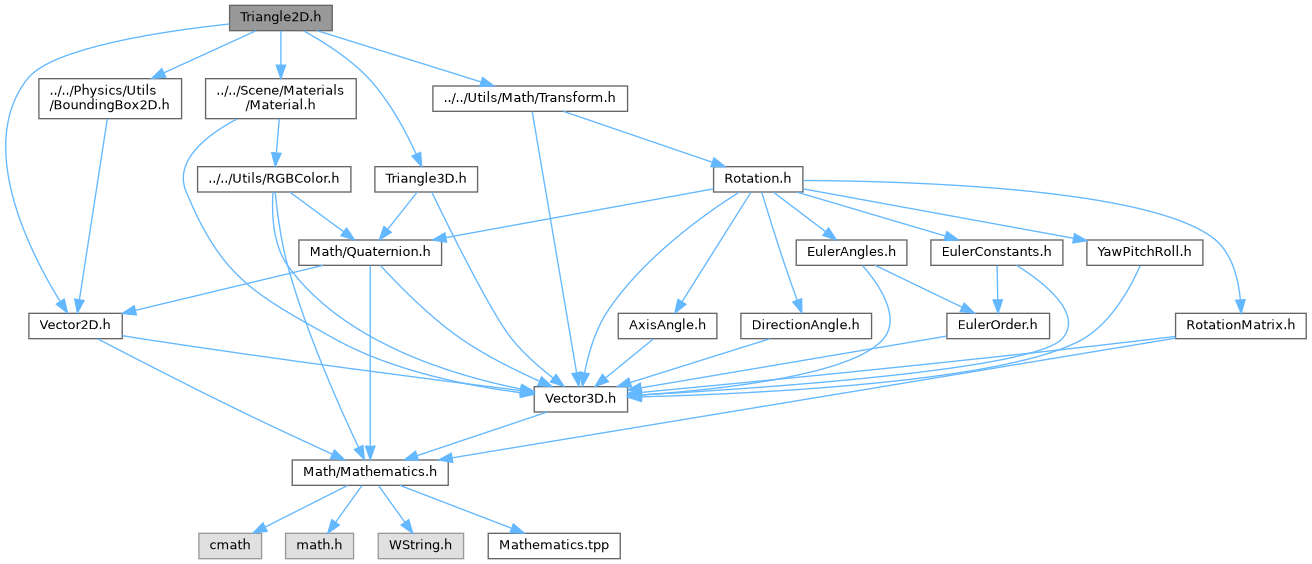 Triangle2D.h
../../Physics/Utils
/BoundingBox2D.h
../../Scene/Materials
/Material.h
../../Utils/Math/Transform.h
../../Utils/RGBColor.h
Triangle3D.h
Rotation.h
Math/Quaternion.h
EulerAngles.h
EulerConstants.h
YawPitchRoll.h
Vector2D.h
AxisAngle.h
DirectionAngle.h
EulerOrder.h
RotationMatrix.h
Vector3D.h
Math/Mathematics.h
cmath
math.h
WString.h
Mathematics.tpp